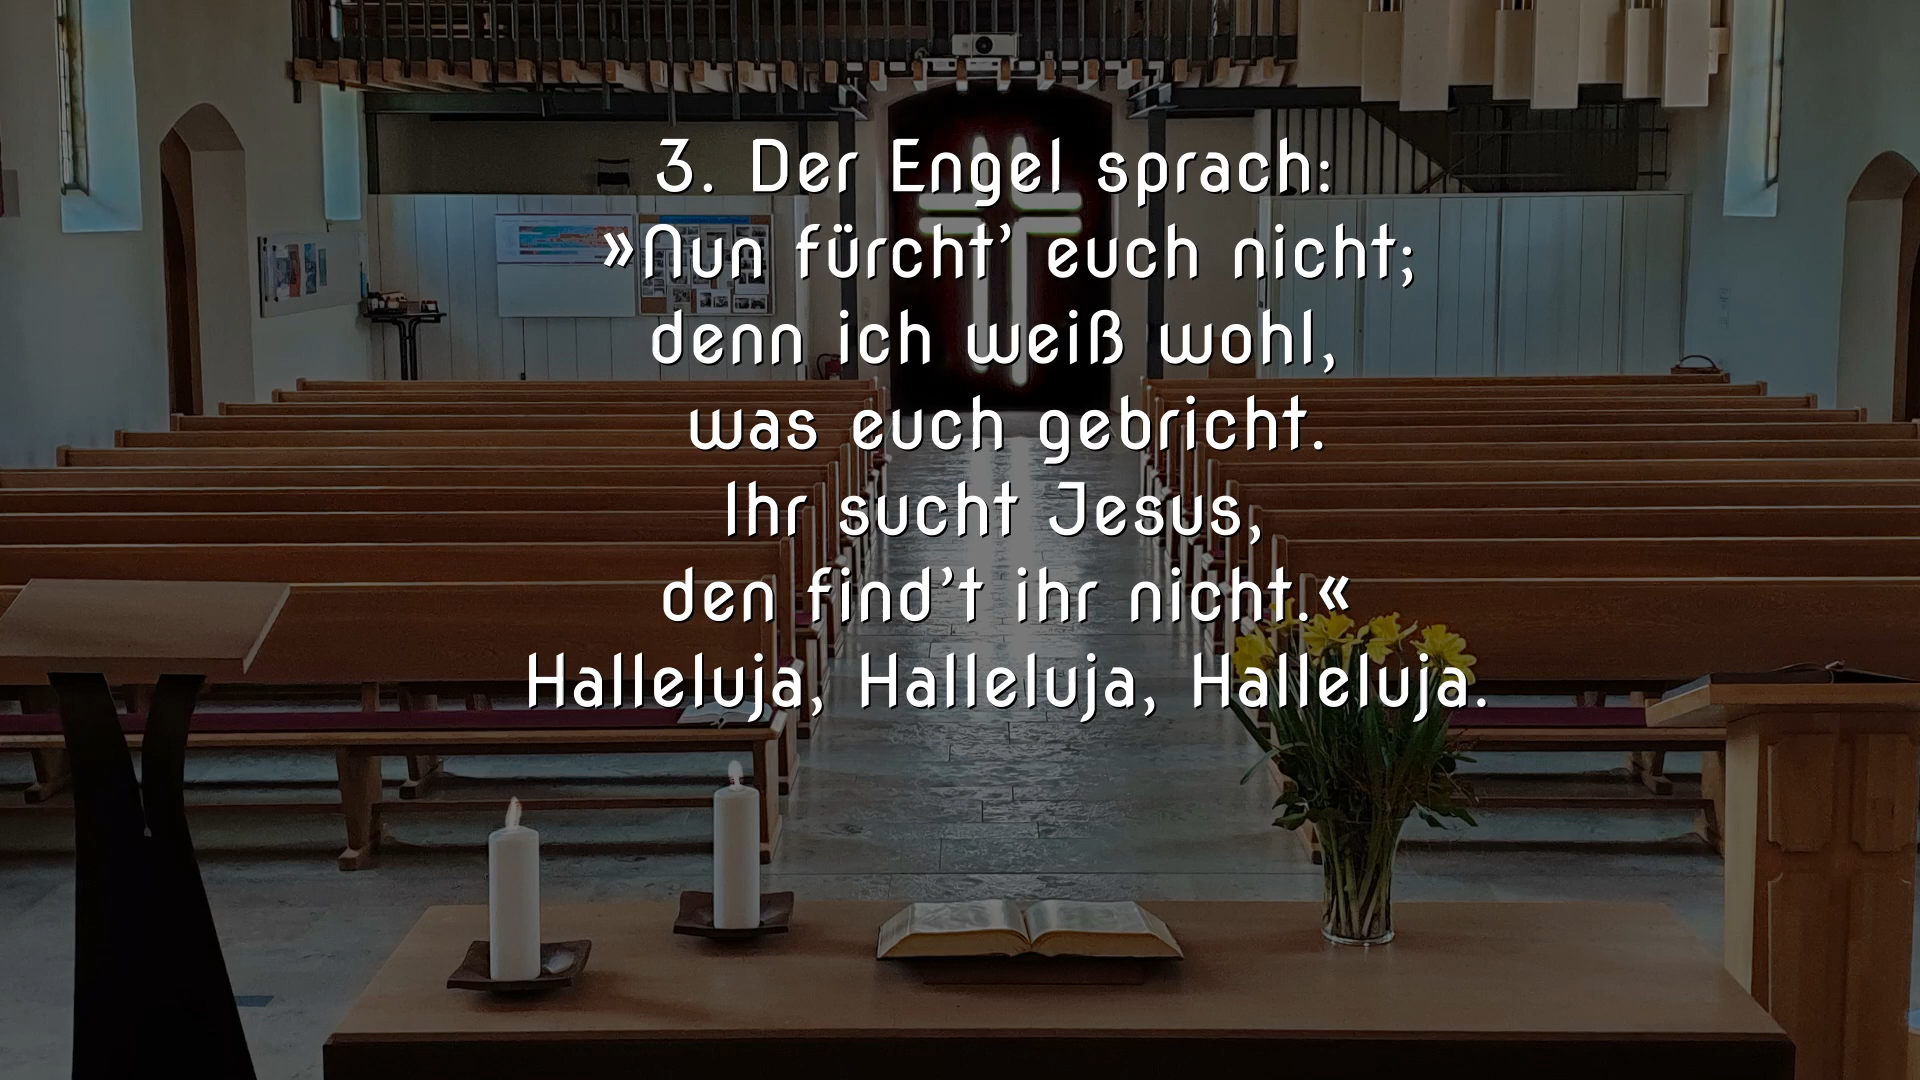 3. Der Engel sprach:
»Nun fürcht’ euch nicht;
denn ich weiß wohl,
was euch gebricht.
Ihr sucht Jesus,
den find’t ihr nicht.«
Halleluja, Halleluja, Halleluja.